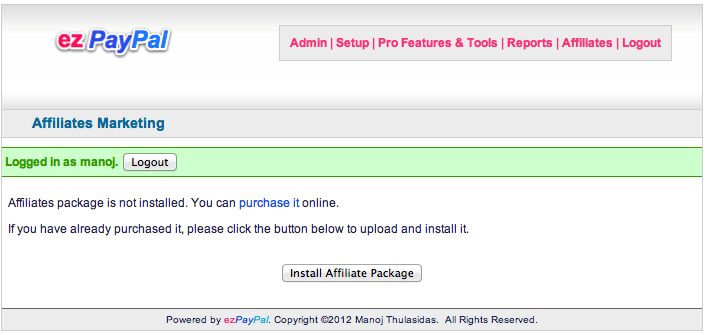 ez PayPal
Admin | Setup | Pro Features & Tools | Reports | Affiliates | Logout
Affiliates Marketing
Logged in as manoj. Logout
Affiliates package is not installed. You can purchase it online.
If you have already purchased it, please click the button below to upload and install it.
Install Affiliate Package
Powered by ezPayPal. Copyright ©2012 Manoj Thulasidas. All Rights Reserved.